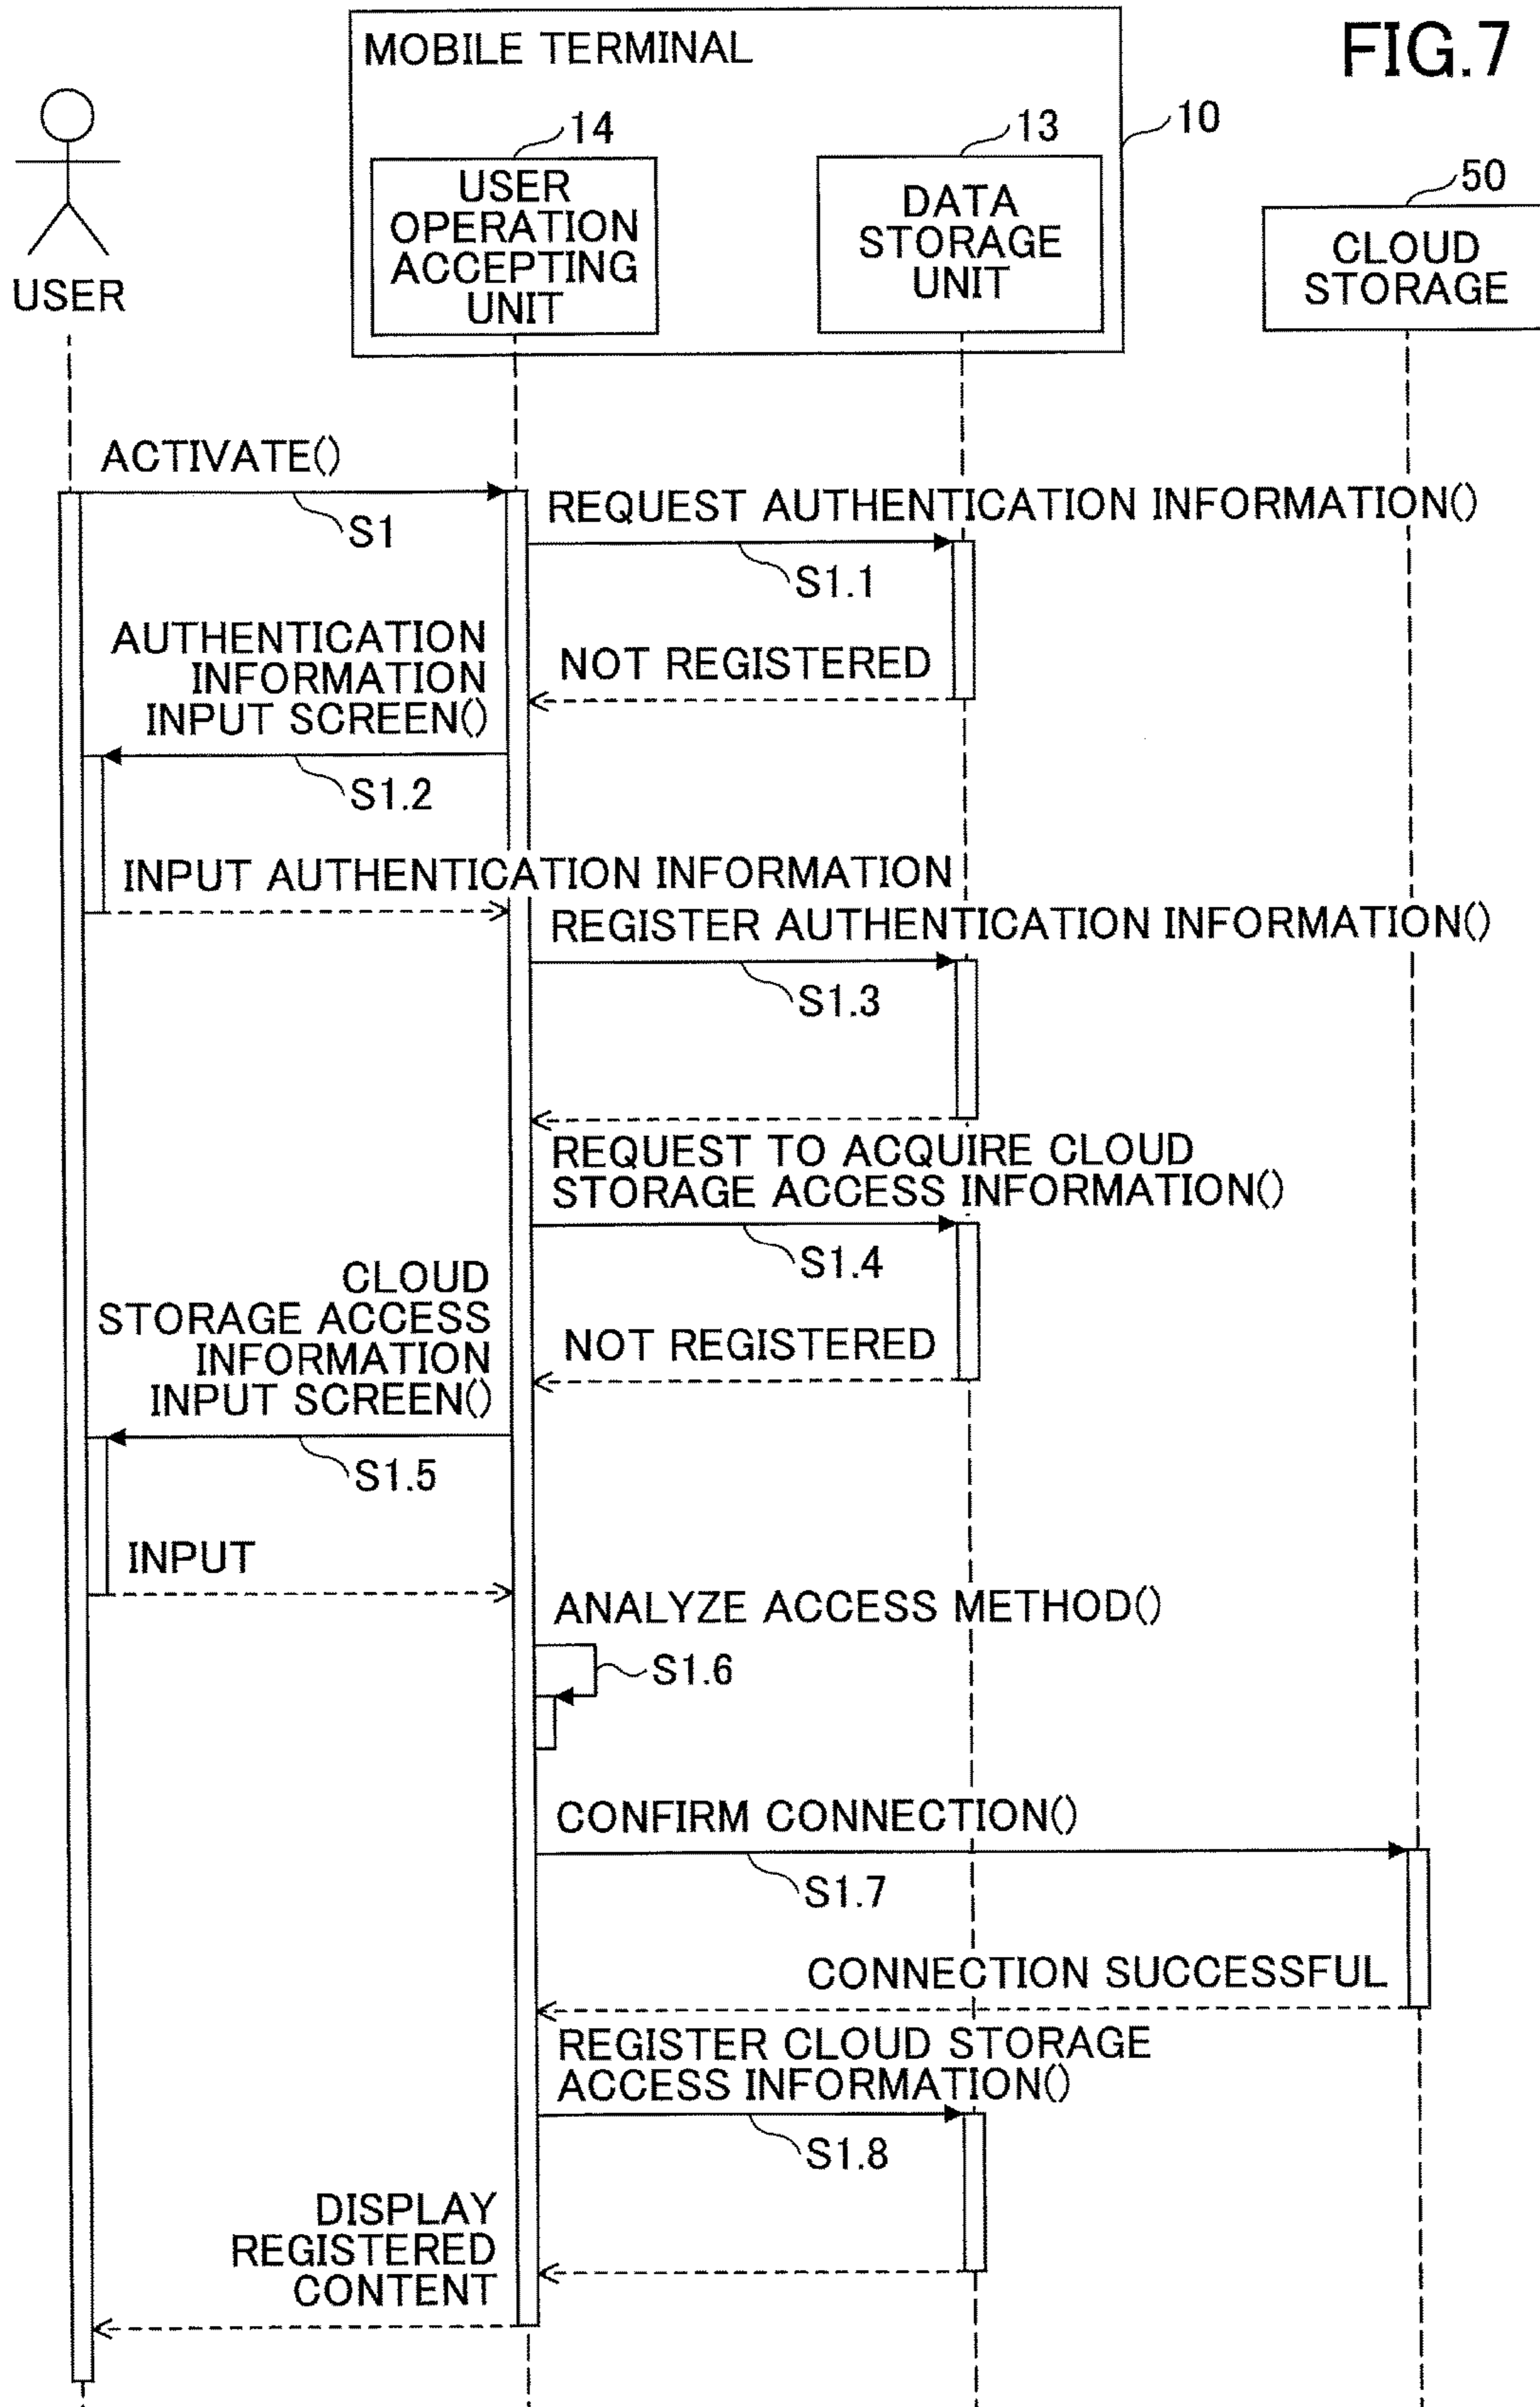 FIG.7
MOBILE TERMINAL
10
14
13
50
USER
USER
OPERATION
ACCEPTING
UNIT
DATA
STORAGE
UNIT
CLOUD
STORAGE
ACTIVATE()
S1
REQUEST AUTHENTICATION INFORMATION()
S1.1
NOT REGISTERED
AUTHENTICATION
INFORMATION
INPUT SCREEN()
S1.2
INPUT AUTHENTICATION INFORMATION
REGISTER AUTHENTICATION INFORMATION()
S1.3
REQUEST TO ACQUIRE CLOUD
STORAGE ACCESS INFORMATION()
S1.4
NOT REGISTERED
CLOUD
STORAGE ACCESS
INFORMATION
INPUT SCREEN()
S1.5
INPUT
ANALYZE ACCESS METHOD()
S1.6
CONFIRM CONNECTION()
S1.7
CONNECTION SUCCESSFUL
REGISTER CLOUD STORAGE
ACCESS INFORMATION()
S1.8
DISPLAY
REGISTERED
CONTENT